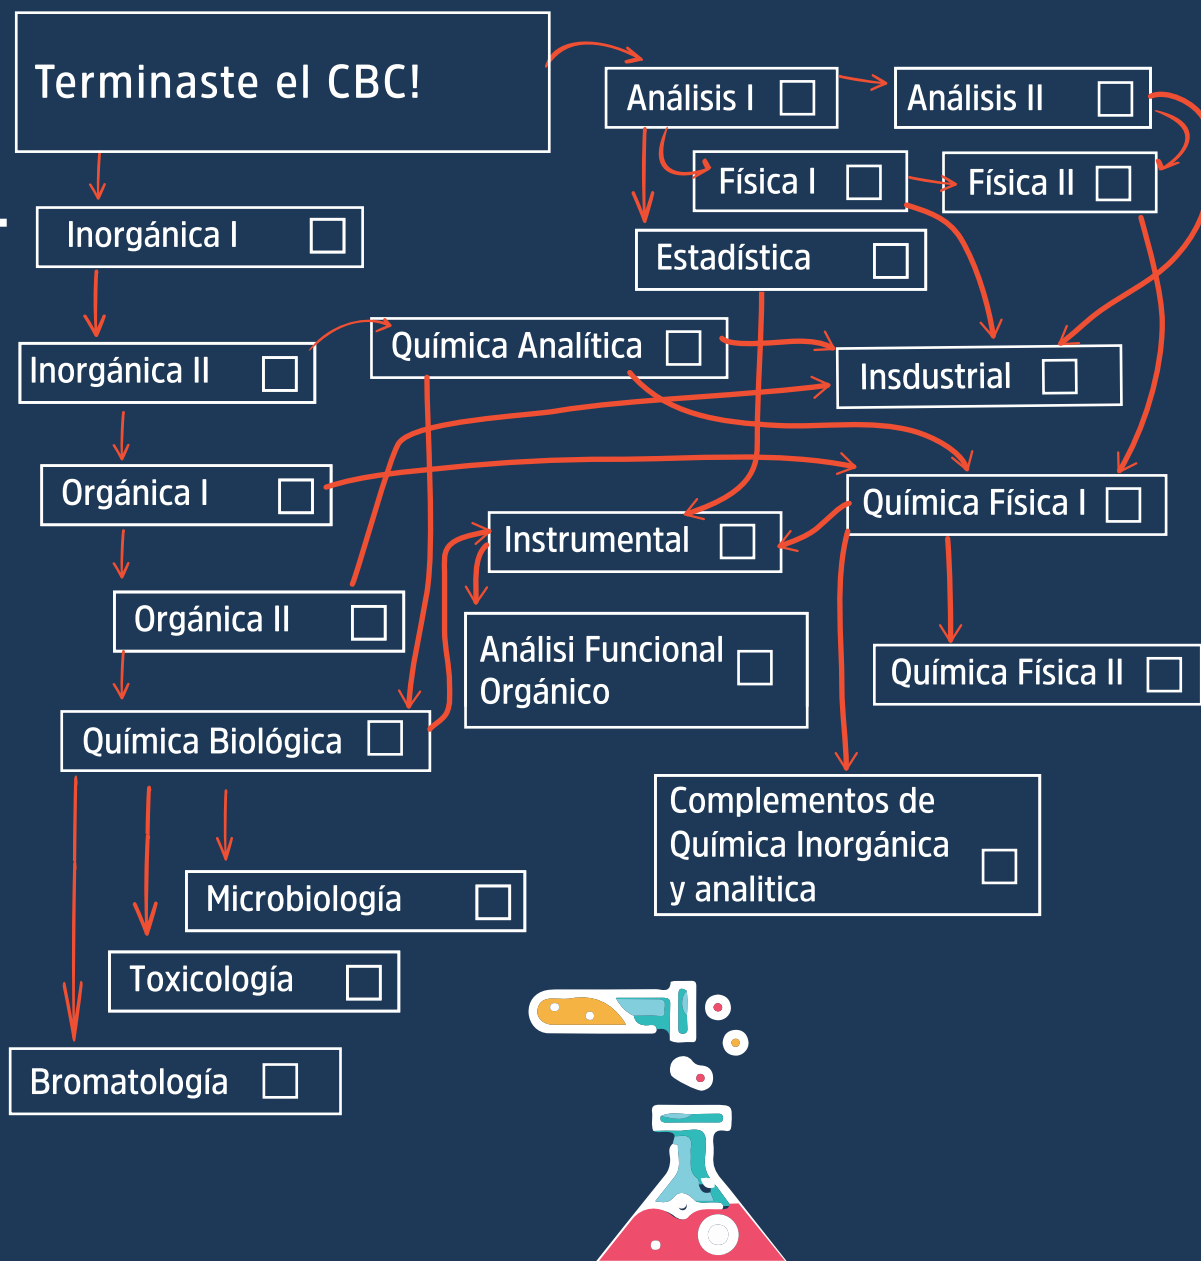 Terminaste el CBC!
Análisis I
Análisis II
Física I
Física II
Inorgánica I
Estadística
Inorgánica II
Química Analítica
Insdustrial
Orgánica I
Química Física I
Instrumental
Orgánica II
Análisi Funcional
Orgánico
Química Física II
Química Biológica
Complementos de
Química Inorgánica
y analitica
Microbiología
Toxicología
Bromatología